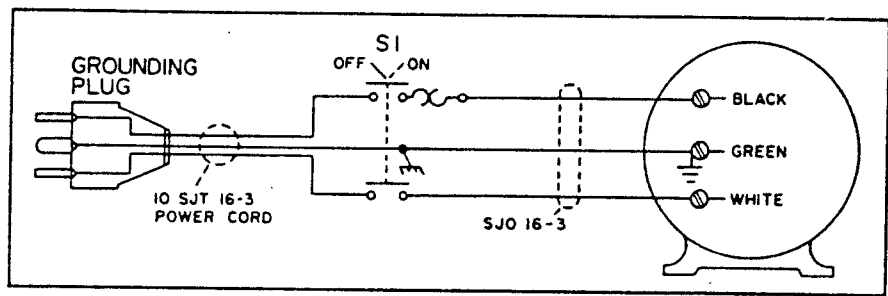 GROUNDING
PLUG
S1
OFF
ON
BLACK
GREEN
WHITE
10 SJT 16-3
POWER CORD
SJO 16-3